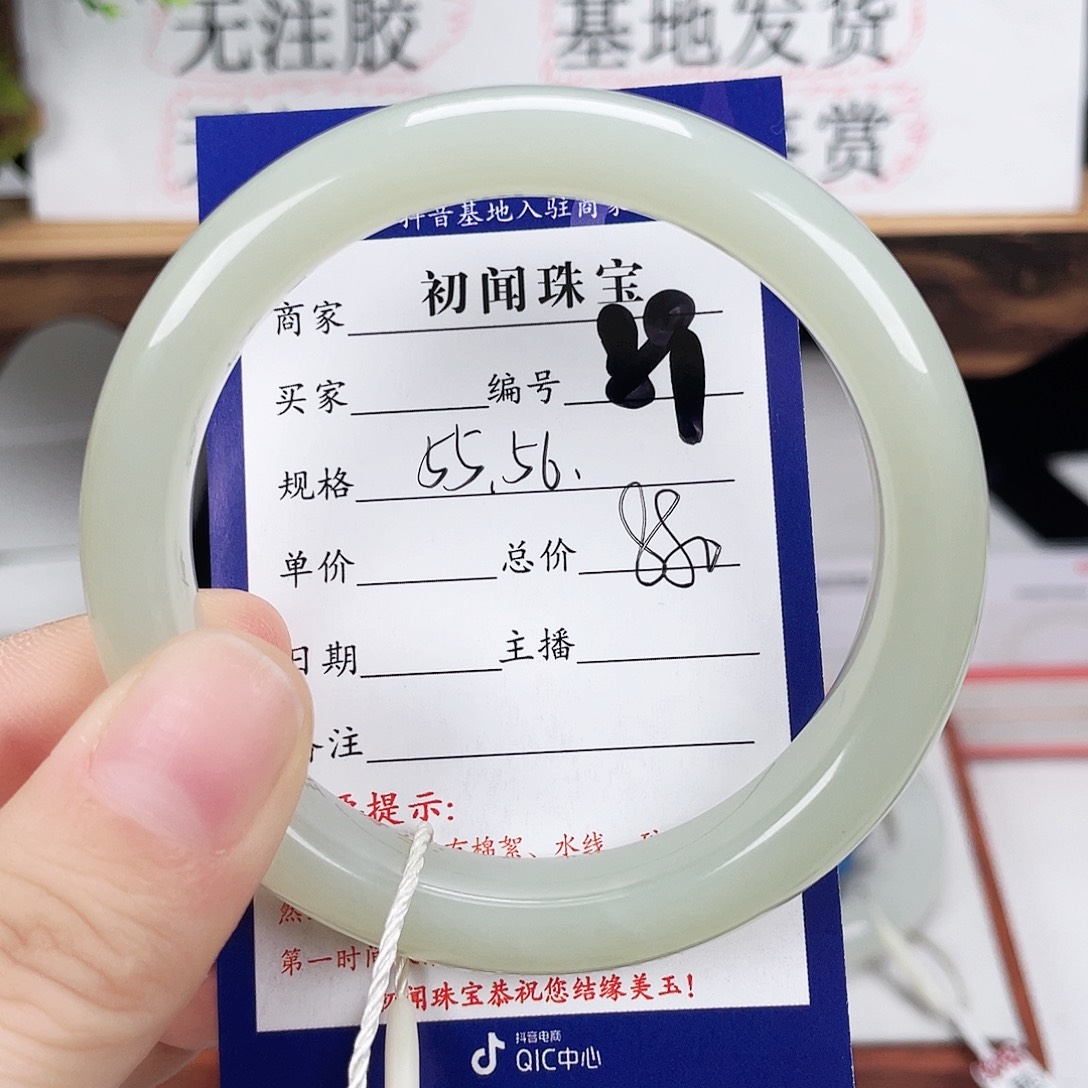 无注胶 基地发货
赏
抖音基地入驻商家
商家 初闻珠宝
买家 编号
规格 55.56.
单价 总价
日期 主播
备注
提示:
有棉絮、水线
然
第一时间
初闻珠宝恭祝您结缘美玉!
抖音电商
QIC中心